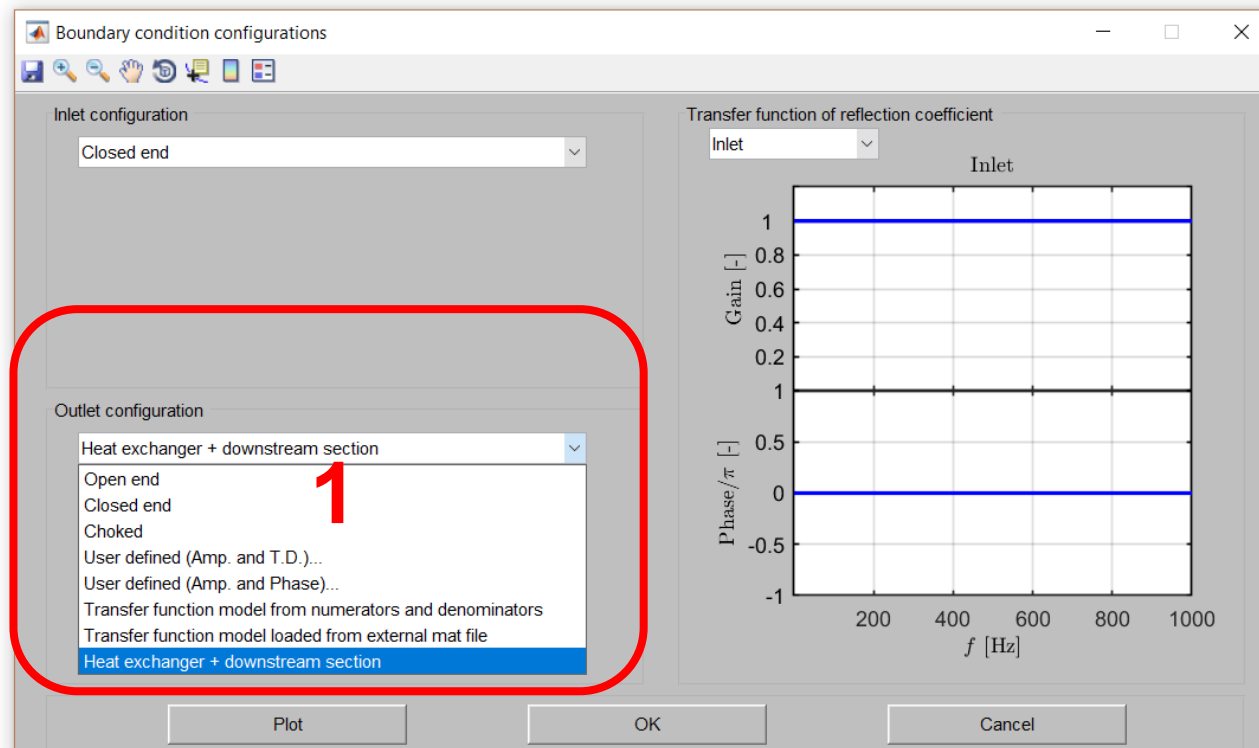 Boundary condition configurations
Inlet configuration
Closed end
Outlet configuration
Heat exchanger + downstream section
1
Open end
Closed end
Choked
User defined (Amp. and T.D.)...
User defined (Amp. and Phase)...
Transfer function model from numerators and denominators
Transfer function model loaded from external mat file
Heat exchanger + downstream section
Transfer function of reflection coefficient
Inlet
Inlet
Gain [-]
1
0.8
0.6
0.4
0.2
Phase/π [-]
1
0.5
0
-0.5
-1
200 400 600 800 1000
f [Hz]
Plot OK Cancel